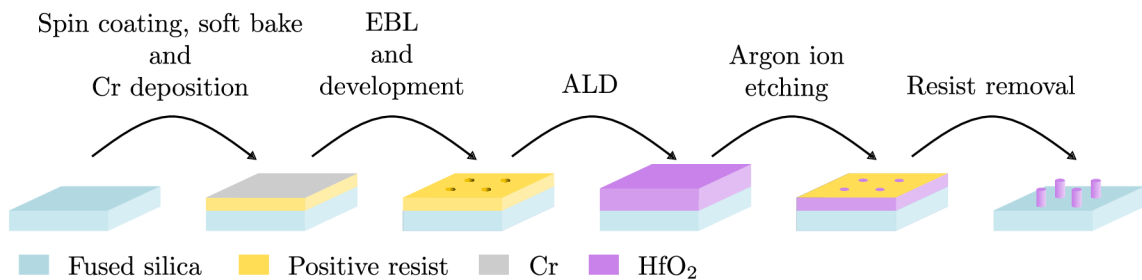 Spin coating, soft bake
and
Cr deposition
EBL
and
development
ALD
Argon ion
etching
Resist removal
Fused silica
Positive resist
Cr
HfO₂